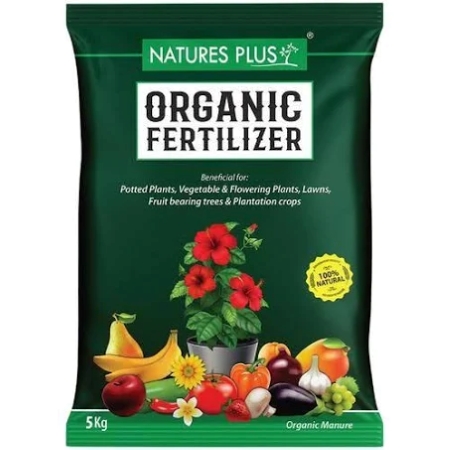 NATURES PLUS
®
ORGANIC
FERTILIZER
Beneficial for:
Potted Plants, Vegetable & Flowering Plants, Lawns,
Fruit bearing trees & Plantation crops
100%
NATURAL
5Kg
Organic Manure